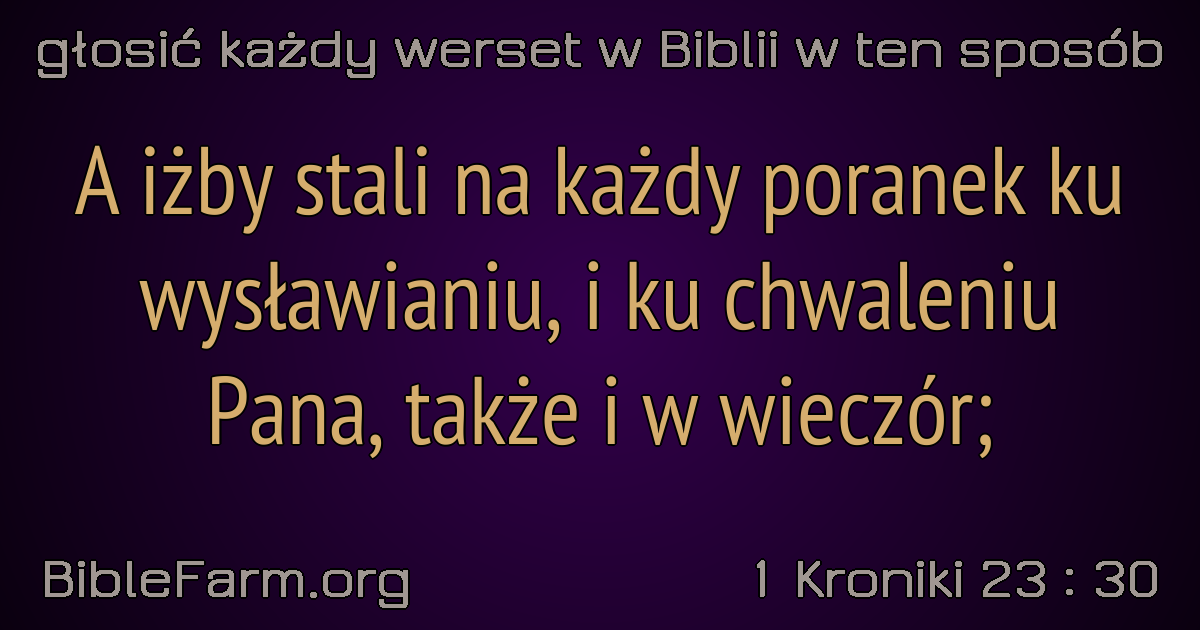 głosić każdy werset w Biblii w ten sposób
A iżby stali na każdy poranek ku
wysławianiu, i ku chwaleniu
Pana, także i w wieczór;
BibleFarm.org
1 Kroniki 23 : 30